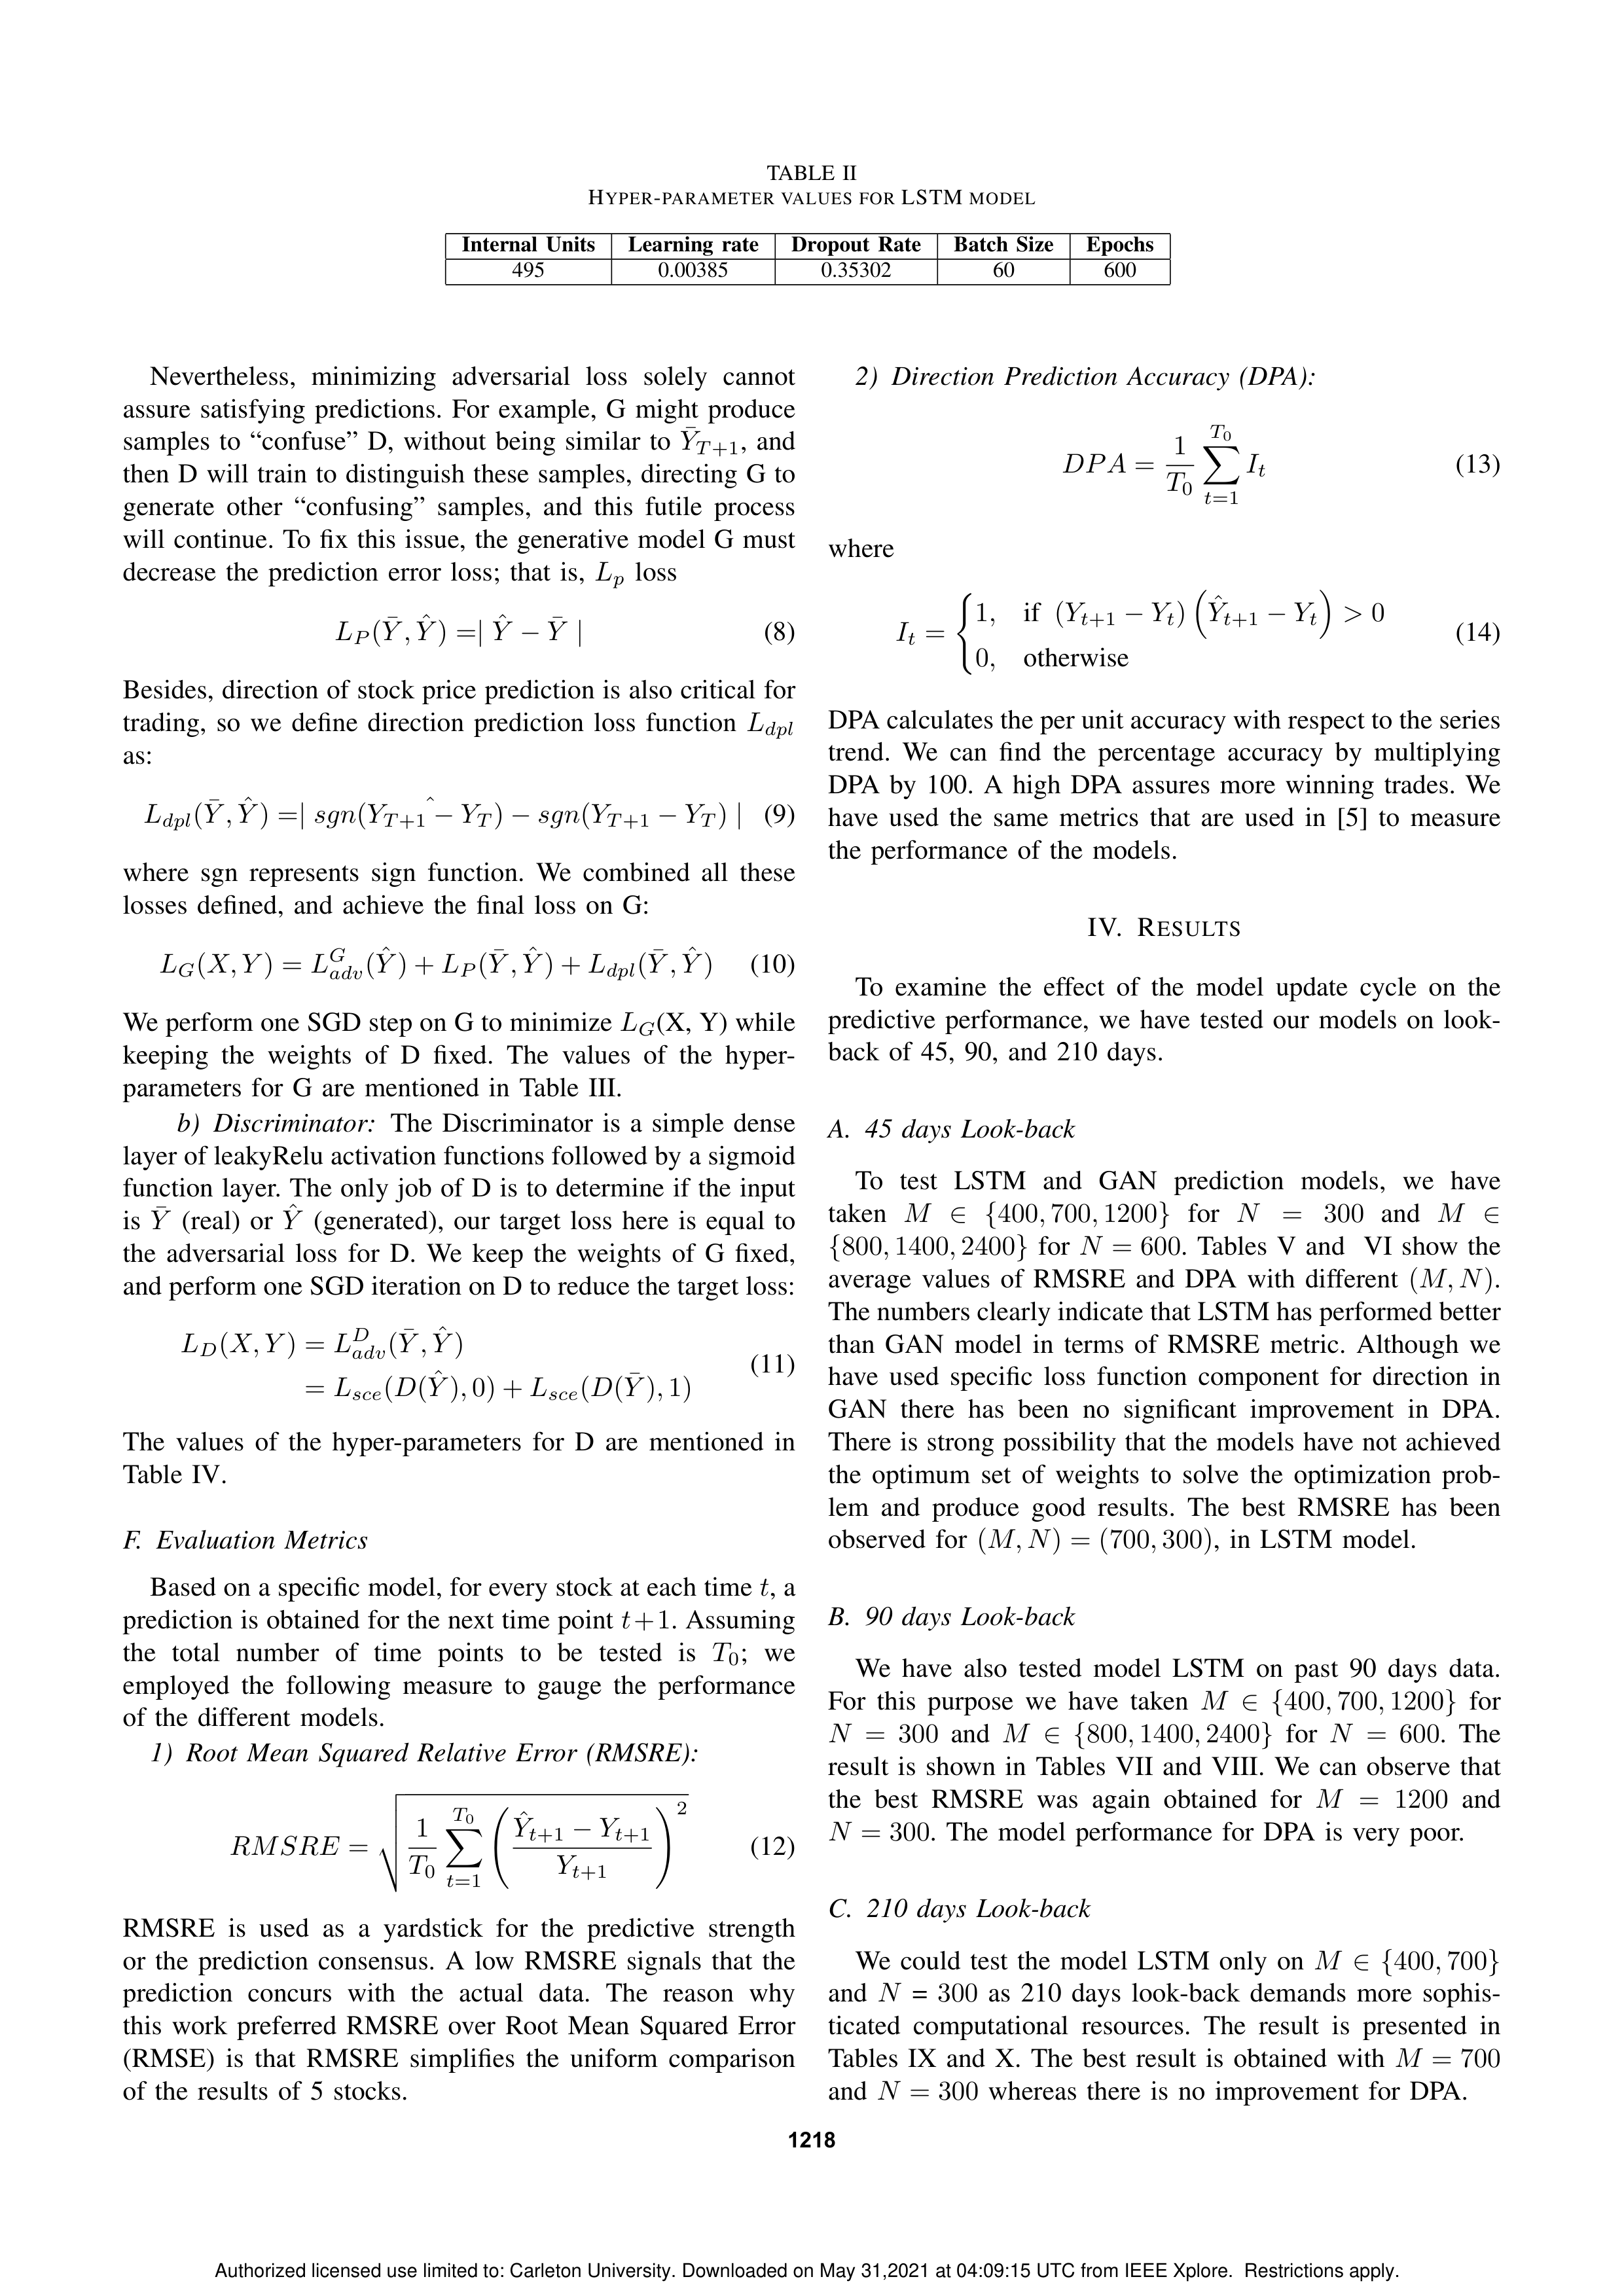 TABLE II
HYPER-PARAMETER VALUES FOR LSTM MODEL
Internal Units | Learning rate | Dropout Rate | Batch Size | Epochs
495 | 0.00385 | 0.35302 | 60 | 600
Nevertheless, minimizing adversarial loss solely cannot
assure satisfying predictions. For example, G might produce
samples to “confuse” D, without being similar to $\bar{Y}_{T+1}$, and
then D will train to distinguish these samples, directing G to
generate other “confusing” samples, and this futile process
will continue. To fix this issue, the generative model G must
decrease the prediction error loss; that is, $L_p$ loss
$L_P(\bar{Y}, \hat{Y}) =| \hat{Y} - \bar{Y} |$ (8)
Besides, direction of stock price prediction is also critical for
trading, so we define direction prediction loss function $L_{dpl}$
as:
$L_{dpl}(\bar{Y}, \hat{Y}) =| sgn(\hat{Y_{T+1} - Y_T}) - sgn(Y_{T+1} - Y_T) |$ (9)
where sgn represents sign function. We combined all these
losses defined, and achieve the final loss on G:
$L_G(X, Y) = L^G_{adv}(\hat{Y}) + L_P(\bar{Y}, \hat{Y}) + L_{dpl}(\bar{Y}, \hat{Y})$ (10)
We perform one SGD step on G to minimize $L_G$(X, Y) while
keeping the weights of D fixed. The values of the hyper-
parameters for G are mentioned in Table III.
b) Discriminator: The Discriminator is a simple dense
layer of leakyRelu activation functions followed by a sigmoid
function layer. The only job of D is to determine if the input
is $\bar{Y}$ (real) or $\hat{Y}$ (generated), our target loss here is equal to
the adversarial loss for D. We keep the weights of G fixed,
and perform one SGD iteration on D to reduce the target loss:
$L_D(X, Y) = L^D_{adv}(\bar{Y}, \hat{Y})$
$= L_{sce}(D(\hat{Y}), 0) + L_{sce}(D(\bar{Y}), 1)$ (11)
The values of the hyper-parameters for D are mentioned in
Table IV.
F. Evaluation Metrics
Based on a specific model, for every stock at each time $t$, a
prediction is obtained for the next time point $t+1$. Assuming
the total number of time points to be tested is $T_0$; we
employed the following measure to gauge the performance
of the different models.
1) Root Mean Squared Relative Error (RMSRE):
$RMSRE = \sqrt{\frac{1}{T_0} \sum_{t=1}^{T_0} \left( \frac{\hat{Y}_{t+1} - Y_{t+1}}{Y_{t+1}} \right)^2}$ (12)
RMSRE is used as a yardstick for the predictive strength
or the prediction consensus. A low RMSRE signals that the
prediction concurs with the actual data. The reason why
this work preferred RMSRE over Root Mean Squared Error
(RMSE) is that RMSRE simplifies the uniform comparison
of the results of 5 stocks.
2) Direction Prediction Accuracy (DPA):
$DPA = \frac{1}{T_0} \sum_{t=1}^{T_0} I_t$ (13)
where
$I_t = \begin{cases} 1, & \text{if } (Y_{t+1} - Y_t) \left( \hat{Y}_{t+1} - Y_t \right) > 0 \\ 0, & \text{otherwise} \end{cases}$ (14)
DPA calculates the per unit accuracy with respect to the series
trend. We can find the percentage accuracy by multiplying
DPA by 100. A high DPA assures more winning trades. We
have used the same metrics that are used in [5] to measure
the performance of the models.
IV. RESULTS
To examine the effect of the model update cycle on the
predictive performance, we have tested our models on look-
back of 45, 90, and 210 days.
A. 45 days Look-back
To test LSTM and GAN prediction models, we have
taken $M \in \{400, 700, 1200\}$ for $N = 300$ and $M \in$
$\{800, 1400, 2400\}$ for $N = 600$. Tables V and VI show the
average values of RMSRE and DPA with different $(M, N)$.
The numbers clearly indicate that LSTM has performed better
than GAN model in terms of RMSRE metric. Although we
have used specific loss function component for direction in
GAN there has been no significant improvement in DPA.
There is strong possibility that the models have not achieved
the optimum set of weights to solve the optimization prob-
lem and produce good results. The best RMSRE has been
observed for $(M, N) = (700, 300)$, in LSTM model.
B. 90 days Look-back
We have also tested model LSTM on past 90 days data.
For this purpose we have taken $M \in \{400, 700, 1200\}$ for
$N = 300$ and $M \in \{800, 1400, 2400\}$ for $N = 600$. The
result is shown in Tables VII and VIII. We can observe that
the best RMSRE was again obtained for $M = 1200$ and
$N = 300$. The model performance for DPA is very poor.
C. 210 days Look-back
We could test the model LSTM only on $M \in \{400, 700\}$
and $N$ = 300 as 210 days look-back demands more sophis-
ticated computational resources. The result is presented in
Tables IX and X. The best result is obtained with $M = 700$
and $N = 300$ whereas there is no improvement for DPA.
1218
Authorized licensed use limited to: Carleton University. Downloaded on May 31,2021 at 04:09:15 UTC from IEEE Xplore. Restrictions apply.